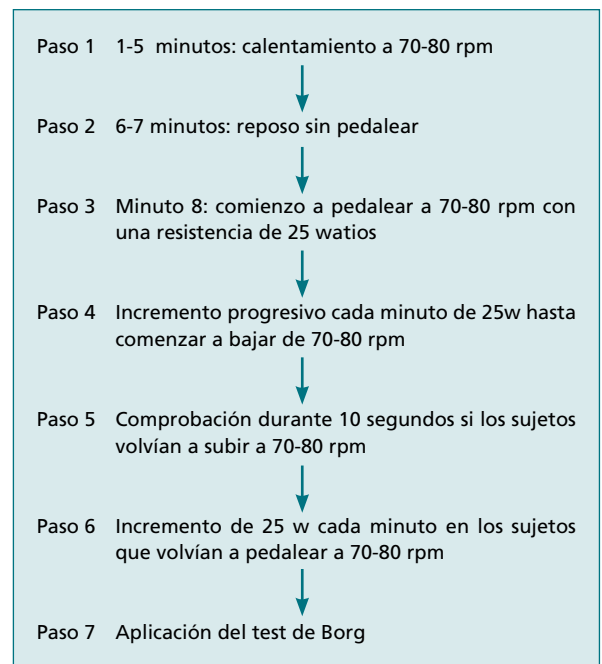 Paso 1 1-5 minutos: calentamiento a 70-80 rpm
Paso 2 6-7 minutos: reposo sin pedalear
Paso 3 Minuto 8: comienzo a pedalear a 70-80 rpm con
una resistencia de 25 watios
Paso 4 Incremento progresivo cada minuto de 25w hasta
comenzar a bajar de 70-80 rpm
Paso 5 Comprobación durante 10 segundos si los sujetos
volvían a subir a 70-80 rpm
Paso 6 Incremento de 25 w cada minuto en los sujetos
que volvían a pedalear a 70-80 rpm
Paso 7 Aplicación del test de Borg